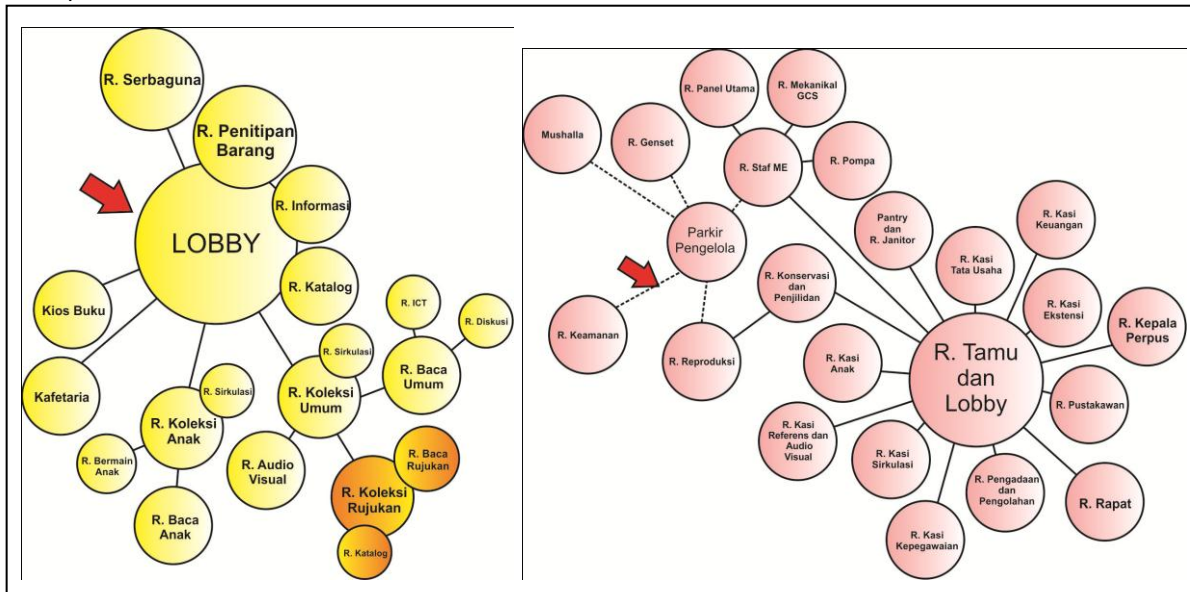 R. Serbaguna
R. Penitipan
Barang
R. Informasi
LOBBY
R. Katalog
Kios Buku
R. ICT
R. Diskusi
R. Sirkulasi
R. Baca
Umum
Kafetaria
R. Sirkulasi
R. Koleksi
Umum
R. Koleksi
Anak
R. Bermain
Anak
R. Audio
Visual
R. Baca
Rujukan
R. Koleksi
Rujukan
R. Baca
Anak
R. Katalog
R. Panel Utama
R. Mekanikal
GCS
Mushalla
R. Genset
R. Staf ME
R. Pompa
Parkir
Pengelola
Pantry
dan
R. Janitor
R. Kasi
Keuangan
R. Kasi
Tata Usaha
R. Konservasi
dan
Penjilidan
R. Kasi
Ekstensi
R. Kepala
Perpus
R. Keamanan
R. Reproduksi
R. Kasi
Anak
R. Tamu
dan
Lobby
R. Pustakawan
R. Kasi
Referens dan
Audio
Visual
R. Kasi
Sirkulasi
R. Pengadaan
dan
Pengolahan
R. Rapat
R. Kasi
Kepegawaian